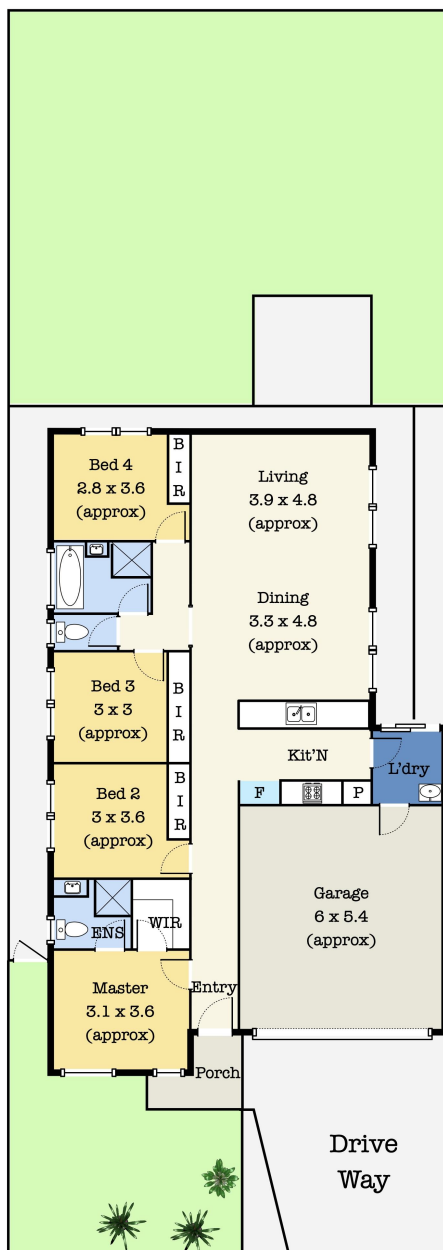 Bed 4
2.8 x 3.6
(approx)
B
I
R
Living
3.9 x 4.8
(approx)
Dining
3.3 x 4.8
(approx)
Bed 3
3 x 3
(approx)
B
I
R
Kit'N
L'dry
Bed 2
3 x 3.6
(approx)
B
I
R
F
P
Garage
6 x 5.4
(approx)
ENS
WIR
Master
3.1 x 3.6
(approx)
Entry
Porch
Drive
Way